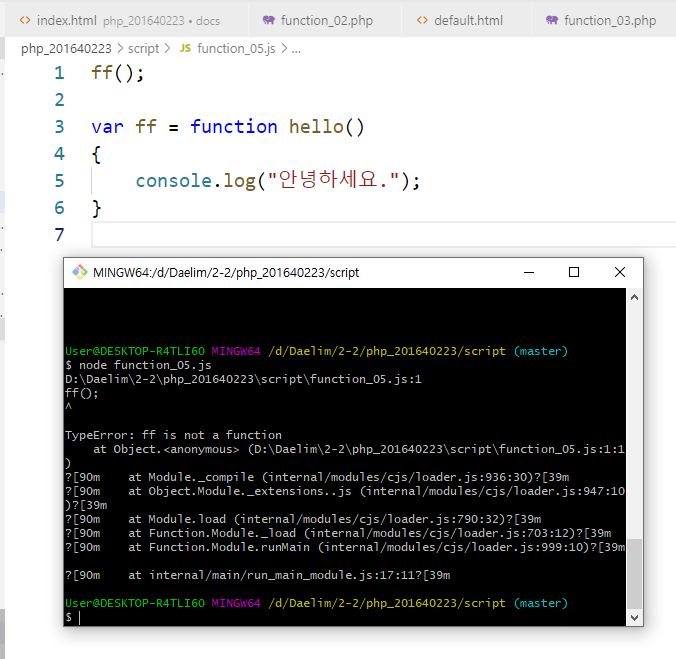 index.html php_201640223 • docs function_02.php default.html function_03.php
php_201640223 > script > JS function_05.js > ...
1 ff();
2
3 var ff = function hello()
4 {
5 console.log("안녕하세요.");
6 }
7
MINGW64:/d/Daelim/2-2/php_201640223/script
User@DESKTOP-R4TLI6O MINGW64 /d/Daelim/2-2/php_201640223/script (master)
$ node function_05.js
D:\Daelim\2-2\php_201640223\script\function_05.js:1
ff();
^
TypeError: ff is not a function
at Object.<anonymous> (D:\Daelim\2-2\php_201640223\script\function_05.js:1:1
)
?[90m at Module._compile (internal/modules/cjs/loader.js:936:30)?[39m
?[90m at Object.Module._extensions..js (internal/modules/cjs/loader.js:947:10
)?[39m
?[90m at Module.load (internal/modules/cjs/loader.js:790:32)?[39m
?[90m at Function.Module._load (internal/modules/cjs/loader.js:703:12)?[39m
?[90m at Function.Module.runMain (internal/modules/cjs/loader.js:999:10)?[39m
?[90m at internal/main/run_main_module.js:17:11?[39m
User@DESKTOP-R4TLI6O MINGW64 /d/Daelim/2-2/php_201640223/script (master)
$